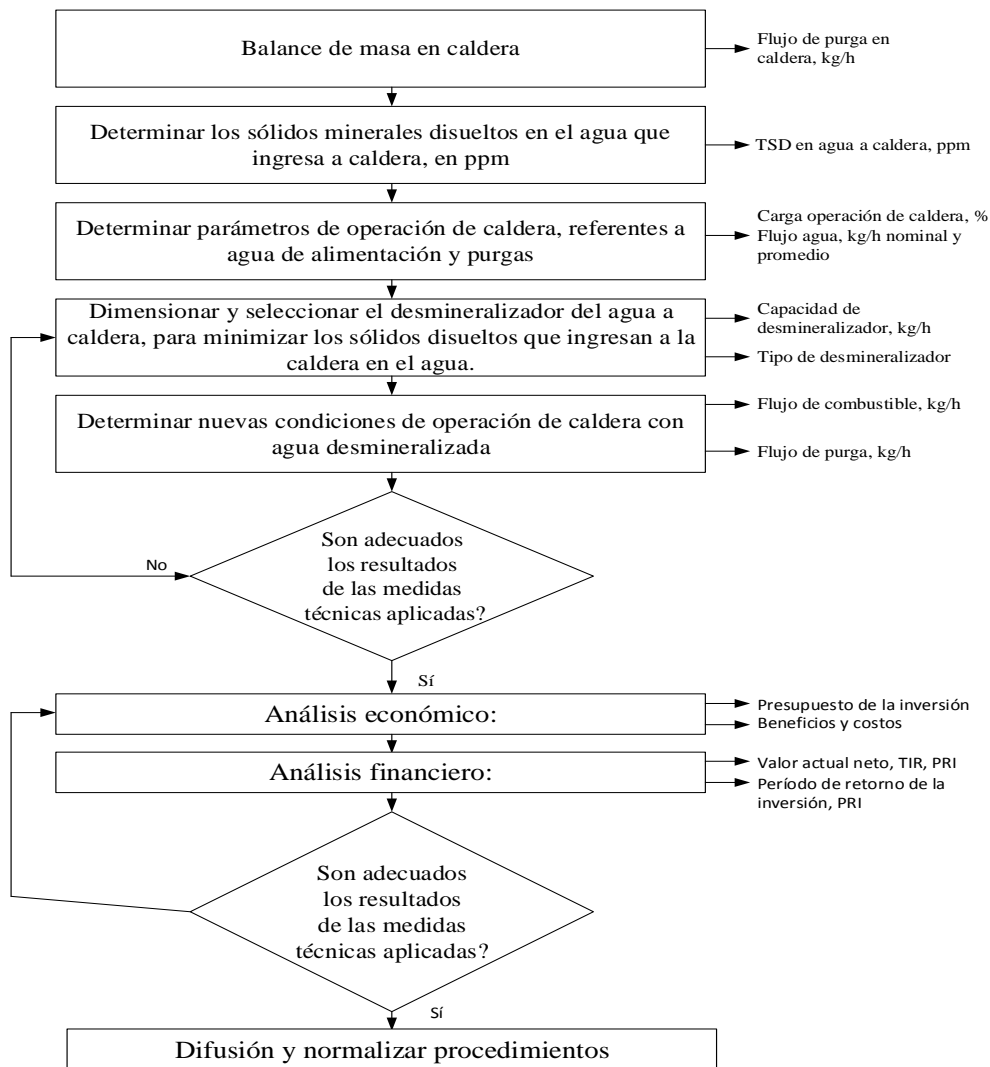 Balance de masa en caldera
Flujo de purga en
caldera, kg/h
Determinar los sólidos minerales disueltos en el agua que
ingresa a caldera, en ppm
TSD en agua a caldera, ppm
Determinar parámetros de operación de caldera, referentes a
agua de alimentación y purgas
Carga operación de caldera, %
Flujo agua, kg/h nominal y
promedio
Dimensionar y seleccionar el desmineralizador del agua a
caldera, para minimizar los sólidos disueltos que ingresan a la
caldera en el agua.
Capacidad de
desmineralizador, kg/h
Tipo de desmineralizador
Determinar nuevas condiciones de operación de caldera con
agua desmineralizada
Flujo de combustible, kg/h
Flujo de purga, kg/h
Son adecuados
los resultados
de las medidas
técnicas aplicadas?
No
Sí
Análisis económico:
Presupuesto de la inversión
Beneficios y costos
Análisis financiero:
Valor actual neto, TIR, PRI
Período de retorno de la
inversión, PRI
Son adecuados
los resultados
de las medidas
técnicas aplicadas?
Sí
Difusión y normalizar procedimientos